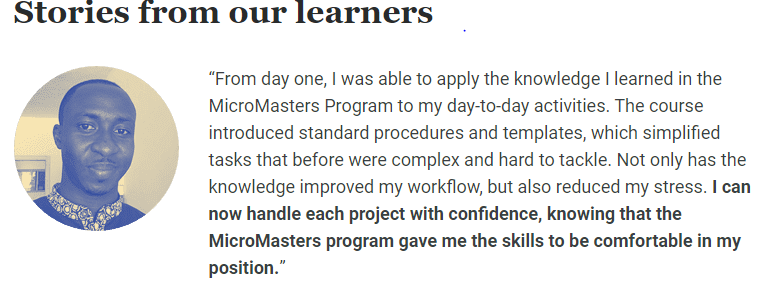 Stories from our learners
“From day one, I was able to apply the knowledge I learned in the
MicroMasters Program to my day-to-day activities. The course
introduced standard procedures and templates, which simplified
tasks that before were complex and hard to tackle. Not only has the
knowledge improved my workflow, but also reduced my stress. I can
now handle each project with confidence, knowing that the
MicroMasters program gave me the skills to be comfortable in my
position.”